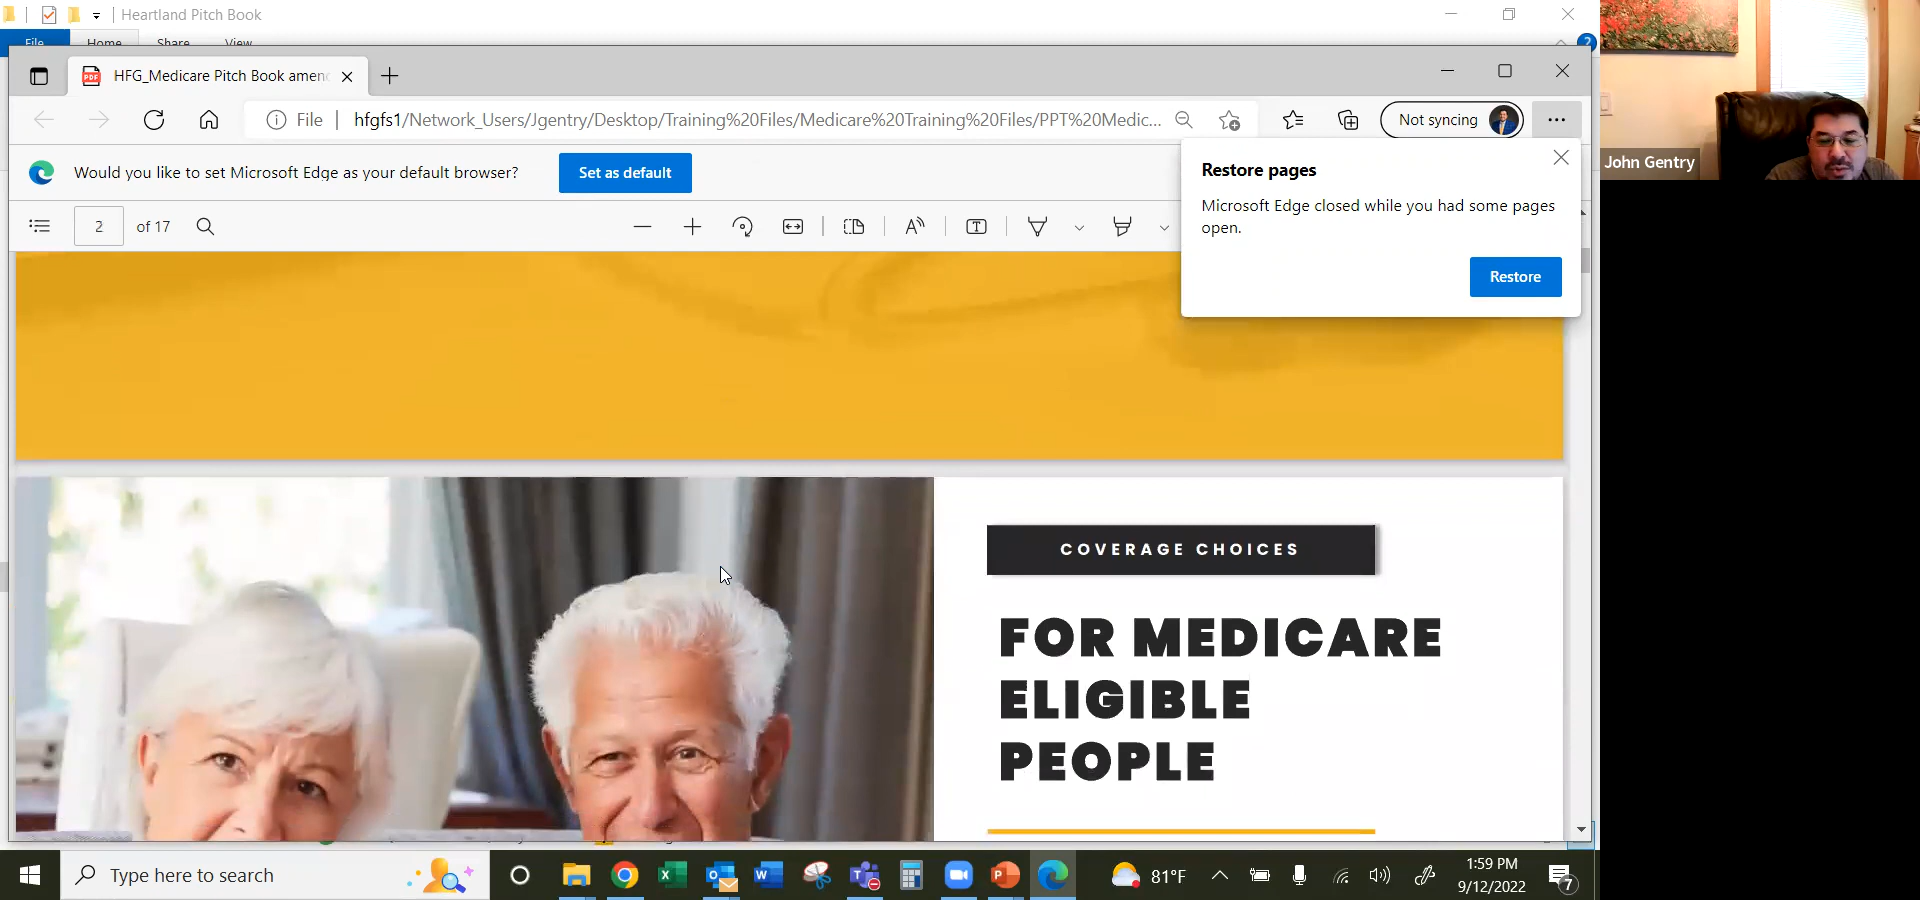 Heartland Pitch Book
File Home Share View
2
PDF HFG_Medicare Pitch Book amen
File hfgfs1/Network_Users/Jgentry/Desktop/Training%20Files/Medicare%20Training%20Files/PPT%20Medic...
Not syncing
Would you like to set Microsoft Edge as your default browser?
Set as default
Restore pages
Microsoft Edge closed while you had some pages
open.
Restore
2 of 17
John Gentry
COVERAGE CHOICES
FOR MEDICARE
ELIGIBLE
PEOPLE
Type here to search
81°F
1:59 PM
9/12/2022
7